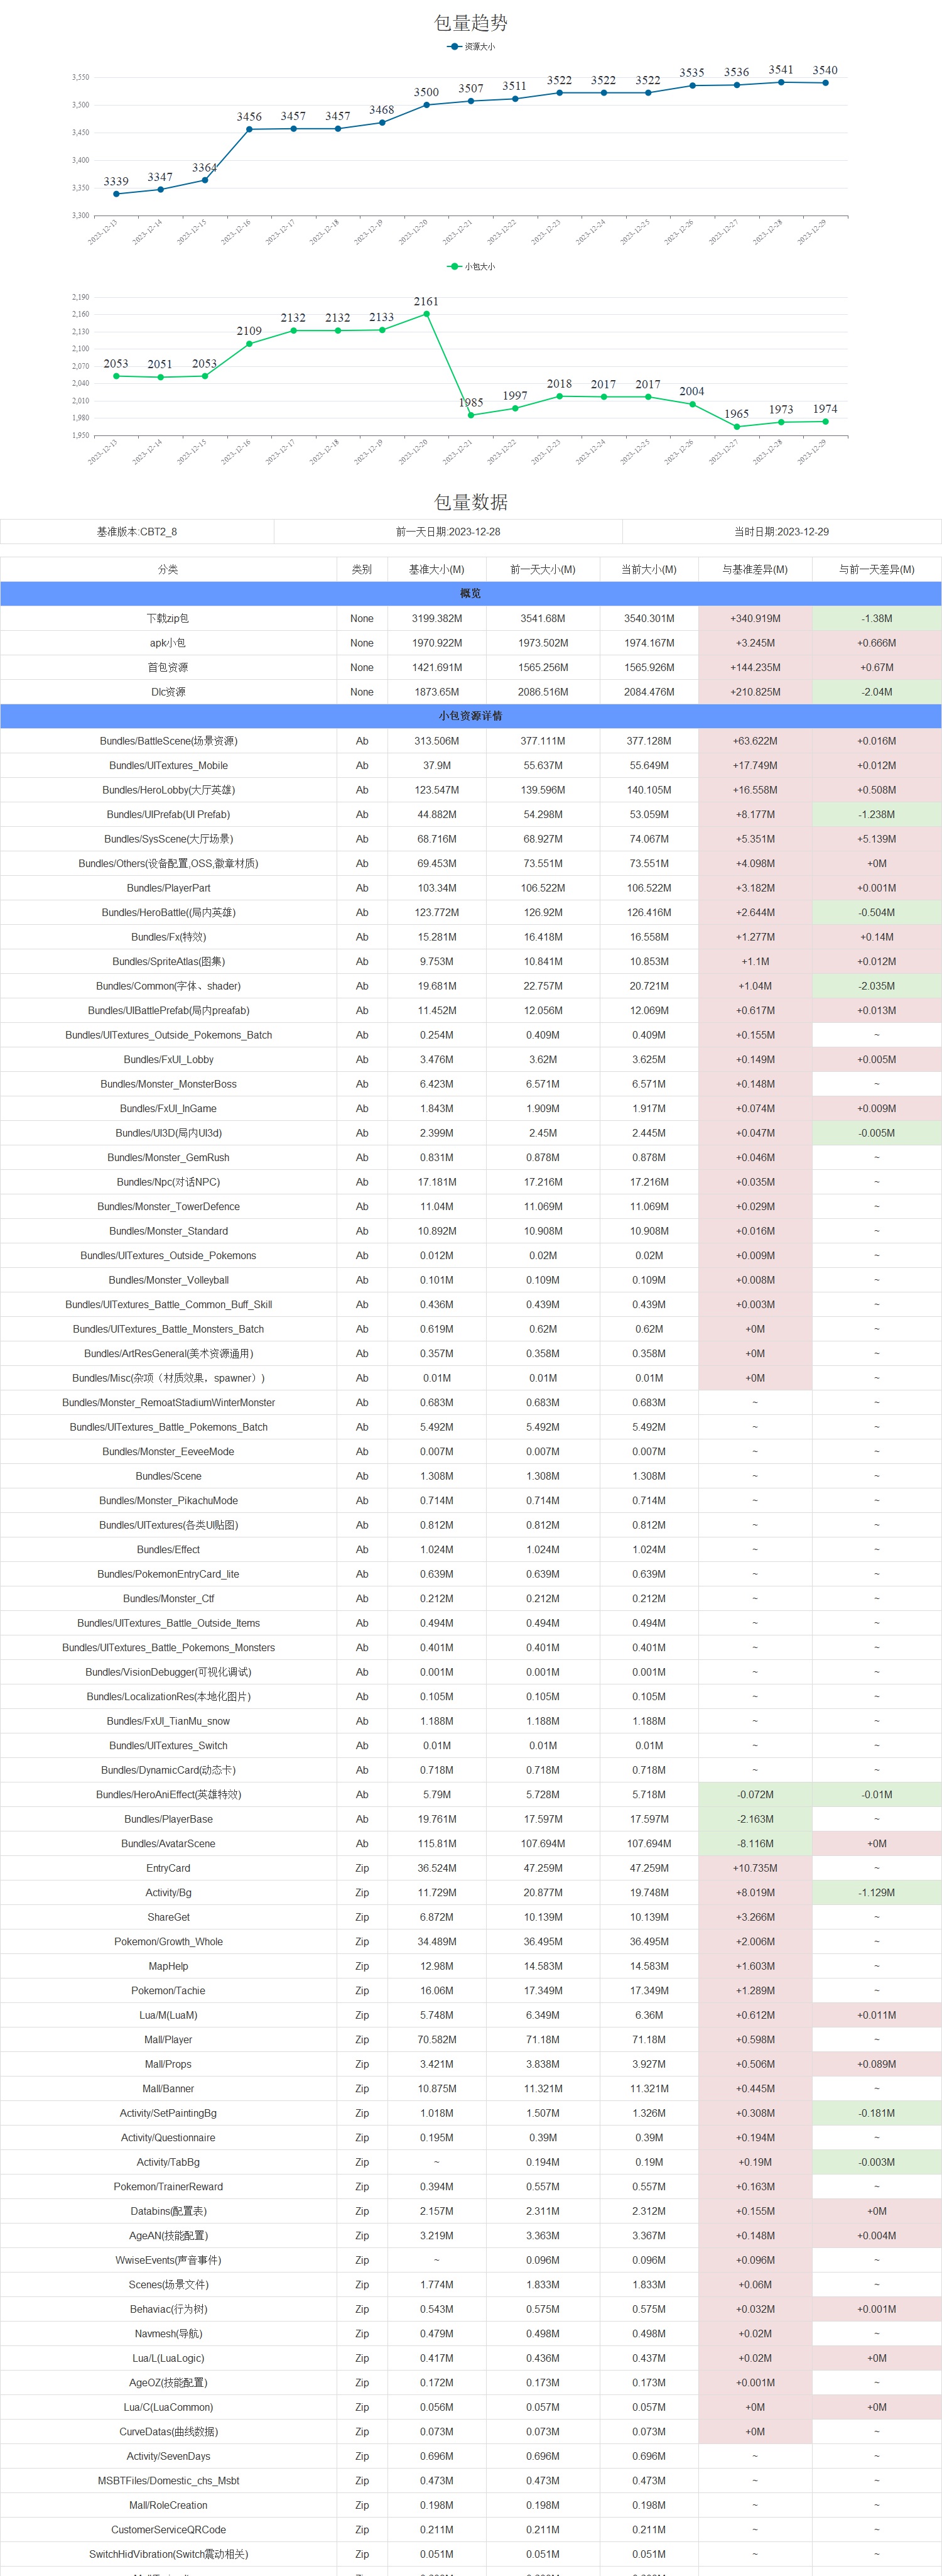 包量趋势
资源大小
3,550
3,500
3,450
3,400
3,350
3,300
3339
3347
3364
3456
3457
3457
3468
3500
3507
3511
3522
3522
3522
3535
3536
3541
3540
2023-12-13
2023-12-14
2023-12-15
2023-12-16
2023-12-17
2023-12-18
2023-12-19
2023-12-20
2023-12-21
2023-12-22
2023-12-23
2023-12-24
2023-12-25
2023-12-26
2023-12-27
2023-12-28
2023-12-29
小包大小
2,190
2,160
2,130
2,100
2,070
2,040
2,010
1,980
1,950
2053
2051
2053
2109
2132
2132
2133
2161
1985
1997
2018
2017
2017
2004
1965
1973
1974
2023-12-13
2023-12-14
2023-12-15
2023-12-16
2023-12-17
2023-12-18
2023-12-19
2023-12-20
2023-12-21
2023-12-22
2023-12-23
2023-12-24
2023-12-25
2023-12-26
2023-12-27
2023-12-28
2023-12-29
包量数据
基准版本:CBT2_8 前一天日期:2023-12-28 当时日期:2023-12-29
分类 类别 基准大小(M) 前一天大小(M) 当前大小(M) 与基准差异(M) 与前一天差异(M)
概览
下载zip包 None 3199.382M 3541.68M 3540.301M +340.919M -1.38M
apk小包 None 1970.922M 1973.502M 1974.167M +3.245M +0.666M
首包资源 None 1421.691M 1565.256M 1565.926M +144.235M +0.67M
Dlc资源 None 1873.65M 2086.516M 2084.476M +210.825M -2.04M
小包资源详情
Bundles/BattleScene(场景资源) Ab 313.506M 377.111M 377.128M +63.622M +0.016M
Bundles/UITextures_Mobile Ab 37.9M 55.637M 55.649M +17.749M +0.012M
Bundles/HeroLobby(大厅英雄) Ab 123.547M 139.596M 140.105M +16.558M +0.508M
Bundles/UIPrefab(UI Prefab) Ab 44.882M 54.298M 53.059M +8.177M -1.238M
Bundles/SysScene(大厅场景) Ab 68.716M 68.927M 74.067M +5.351M +5.139M
Bundles/Others(设备配置,OSS,徽章材质) Ab 69.453M 73.551M 73.551M +4.098M +0M
Bundles/PlayerPart Ab 103.34M 106.522M 106.522M +3.182M +0.001M
Bundles/HeroBattle((局内英雄) Ab 123.772M 126.92M 126.416M +2.644M -0.504M
Bundles/Fx(特效) Ab 15.281M 16.418M 16.558M +1.277M +0.14M
Bundles/SpriteAtlas(图集) Ab 9.753M 10.841M 10.853M +1.1M +0.012M
Bundles/Common(字体、shader) Ab 19.681M 22.757M 20.721M +1.04M -2.035M
Bundles/UIBattlePrefab(局内preafab) Ab 11.452M 12.056M 12.069M +0.617M +0.013M
Bundles/UITextures_Outside_Pokemons_Batch Ab 0.254M 0.409M 0.409M +0.155M ~
Bundles/FxUI_Lobby Ab 3.476M 3.62M 3.625M +0.149M +0.005M
Bundles/Monster_MonsterBoss Ab 6.423M 6.571M 6.571M +0.148M ~
Bundles/FxUI_InGame Ab 1.843M 1.909M 1.917M +0.074M +0.009M
Bundles/UI3D(局内UI3d) Ab 2.399M 2.45M 2.445M +0.047M -0.005M
Bundles/Monster_GemRush Ab 0.831M 0.878M 0.878M +0.046M ~
Bundles/Npc(对话NPC) Ab 17.181M 17.216M 17.216M +0.035M ~
Bundles/Monster_TowerDefence Ab 11.04M 11.069M 11.069M +0.029M ~
Bundles/Monster_Standard Ab 10.892M 10.908M 10.908M +0.016M ~
Bundles/UITextures_Outside_Pokemons Ab 0.012M 0.02M 0.02M +0.009M ~
Bundles/Monster_Volleyball Ab 0.101M 0.109M 0.109M +0.008M ~
Bundles/UITextures_Battle_Common_Buff_Skill Ab 0.436M 0.439M 0.439M +0.003M ~
Bundles/UITextures_Battle_Monsters_Batch Ab 0.619M 0.62M 0.62M +0M ~
Bundles/ArtResGeneral(美术资源通用) Ab 0.357M 0.358M 0.358M +0M ~
Bundles/Misc(杂项（材质效果，spawner）) Ab 0.01M 0.01M 0.01M +0M ~
Bundles/Monster_RemoatStadiumWinterMonster Ab 0.683M 0.683M 0.683M ~ ~
Bundles/UITextures_Battle_Pokemons_Batch Ab 5.492M 5.492M 5.492M ~ ~
Bundles/Monster_EeveeMode Ab 0.007M 0.007M 0.007M ~ ~
Bundles/Scene Ab 1.308M 1.308M 1.308M ~ ~
Bundles/Monster_PikachuMode Ab 0.714M 0.714M 0.714M ~ ~
Bundles/UITextures(各类UI贴图) Ab 0.812M 0.812M 0.812M ~ ~
Bundles/Effect Ab 1.024M 1.024M 1.024M ~ ~
Bundles/PokemonEntryCard_lite Ab 0.639M 0.639M 0.639M ~ ~
Bundles/Monster_Ctf Ab 0.212M 0.212M 0.212M ~ ~
Bundles/UITextures_Battle_Outside_Items Ab 0.494M 0.494M 0.494M ~ ~
Bundles/UITextures_Battle_Pokemons_Monsters Ab 0.401M 0.401M 0.401M ~ ~
Bundles/VisionDebugger(可视化调试) Ab 0.001M 0.001M 0.001M ~ ~
Bundles/LocalizationRes(本地化图片) Ab 0.105M 0.105M 0.105M ~ ~
Bundles/FxUI_TianMu_snow Ab 1.188M 1.188M 1.188M ~ ~
Bundles/UITextures_Switch Ab 0.01M 0.01M 0.01M ~ ~
Bundles/DynamicCard(动态卡) Ab 0.718M 0.718M 0.718M ~ ~
Bundles/HeroAniEffect(英雄特效) Ab 5.79M 5.728M 5.718M -0.072M -0.01M
Bundles/PlayerBase Ab 19.761M 17.597M 17.597M -2.163M ~
Bundles/AvatarScene Ab 115.81M 107.694M 107.694M -8.116M +0M
EntryCard Zip 36.524M 47.259M 47.259M +10.735M ~
Activity/Bg Zip 11.729M 20.877M 19.748M +8.019M -1.129M
ShareGet Zip 6.872M 10.139M 10.139M +3.266M ~
Pokemon/Growth_Whole Zip 34.489M 36.495M 36.495M +2.006M ~
MapHelp Zip 12.98M 14.583M 14.583M +1.603M ~
Pokemon/Tachie Zip 16.06M 17.349M 17.349M +1.289M ~
Lua/M(LuaM) Zip 5.748M 6.349M 6.36M +0.612M +0.011M
Mall/Player Zip 70.582M 71.18M 71.18M +0.598M ~
Mall/Props Zip 3.421M 3.838M 3.927M +0.506M +0.089M
Mall/Banner Zip 10.875M 11.321M 11.321M +0.445M ~
Activity/SetPaintingBg Zip 1.018M 1.507M 1.326M +0.308M -0.181M
Activity/Questionnaire Zip 0.195M 0.39M 0.39M +0.194M ~
Activity/TabBg Zip ~ 0.194M 0.19M +0.19M -0.003M
Pokemon/TrainerReward Zip 0.394M 0.557M 0.557M +0.163M ~
Databins(配置表) Zip 2.157M 2.311M 2.312M +0.155M +0M
AgeAN(技能配置) Zip 3.219M 3.363M 3.367M +0.148M +0.004M
WwiseEvents(声音事件) Zip ~ 0.096M 0.096M +0.096M ~
Scenes(场景文件) Zip 1.774M 1.833M 1.833M +0.06M ~
Behaviac(行为树) Zip 0.543M 0.575M 0.575M +0.032M +0.001M
Navmesh(导航) Zip 0.479M 0.498M 0.498M +0.02M ~
Lua/L(LuaLogic) Zip 0.417M 0.436M 0.437M +0.02M +0M
AgeOZ(技能配置) Zip 0.172M 0.173M 0.173M +0.001M ~
Lua/C(LuaCommon) Zip 0.056M 0.057M 0.057M +0M +0M
CurveDatas(曲线数据) Zip 0.073M 0.073M 0.073M +0M ~
Activity/SevenDays Zip 0.696M 0.696M 0.696M ~ ~
MSBTFiles/Domestic_chs_Msbt Zip 0.473M 0.473M 0.473M ~ ~
Mall/RoleCreation Zip 0.198M 0.198M 0.198M ~ ~
CustomerServiceQRCode Zip 0.211M 0.211M 0.211M ~ ~
SwitchHidVibration(Switch震动相关) Zip 0.051M 0.051M 0.051M ~ ~